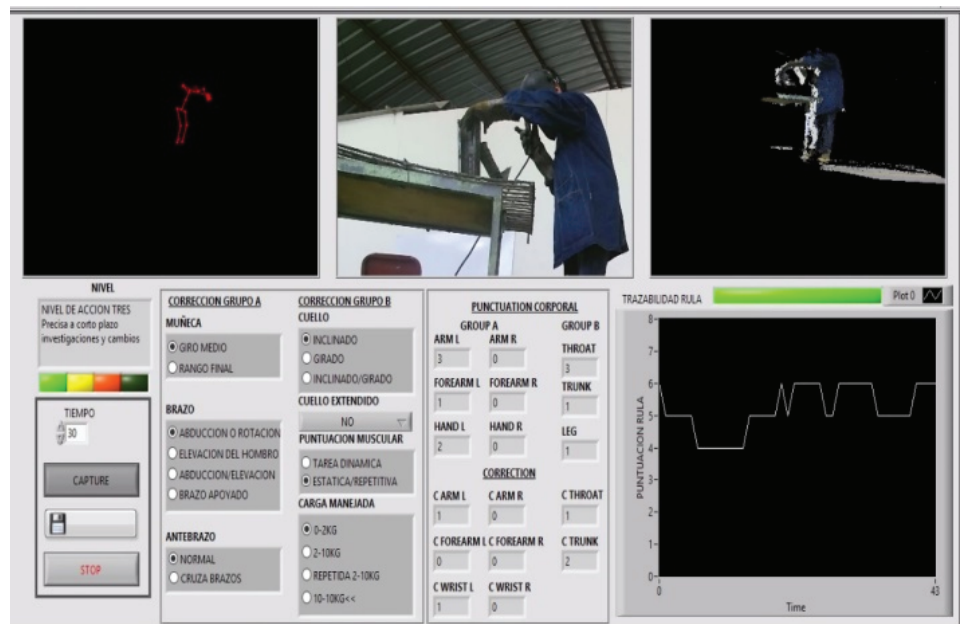 NIVEL
NIVEL DE ACCION TRES
Precisa a corto plazo
investigaciones y cambios
TIEMPO
30
CAPTURE
STOP
CORRECCION GRUPO A
MUÑECA
GIRO MEDIO
RANGO FINAL
BRAZO
ABDUCCION O ROTACION
ELEVACION DEL HOMBRO
ABDUCCION/ELEVACION
BRAZO APOYADO
ANTEBRAZO
NORMAL
CRUZA BRAZOS
CORRECCION GRUPO B
CUELLO
INCLINADO
GIRADO
INCLINADO/GIRADO
CUELLO EXTENDIDO
NO
PUNTUACION MUSCULAR
TAREA DINAMICA
ESTATICA/REPETITIVA
CARGA MANEJADA
0-2KG
2-10KG
REPETIDA 2-10KG
10-10KG<<
PUNCTUATION CORPORAL
GROUP A GROUP B
ARM L ARM R THROAT
3 0 3
FOREARM L FOREARM R TRUNK
1 0 1
HAND L HAND R LEG
2 0 1
CORRECTION
C ARM L C ARM R C THROAT
1 0 1
C FOREARM L C FOREARM R C TRUNK
0 0 2
C WRIST L C WRIST R
1 0
TRAZABILIDAD RULA Plot 0
PUNTUACION RULA
8
7
6
5
4
3
2
1
0
0 43
Time